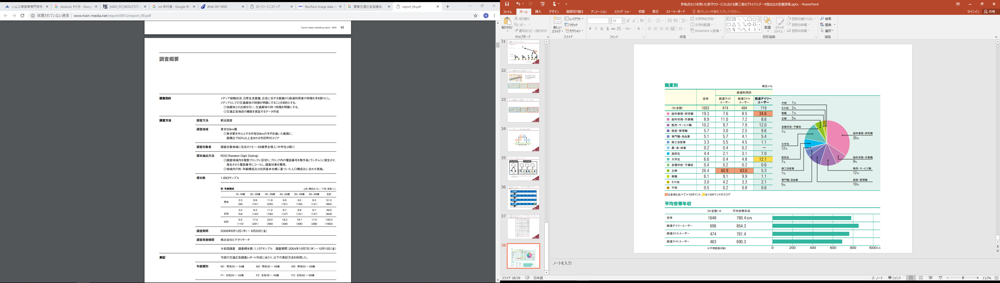 小山工業高等専門学校
bioslock やり方 - Googl
[VAIO_PC] BIOSパスワー
iot 坂村健 - Google 検
ANA SKY WEB
ローソン・ミニストップ
NeoFace Image data m
関東交通広告協議会,
report_09.pdf
保護されていない通信 | www.train-media.net/report/0812/report_09.pdf
Transit media marketing report 2009 02
調査概要
調査目的 メディア接触状況、日常生活意識、広告に対する意識から鉄道利用者の特徴を浮き彫りにし、
メディアとしての交通媒体の特徴を明確にすることを目的とする。
◎他媒体との比較を行い、交通媒体の持つ特徴を明確にする。
◎交通広告独自の機能を実証するデータ作成
調査方法 調査方法 郵送調査
調査地域 東京50km圏
◎東京駅を中心とする半径50kmの半円を描いた範囲に、
面積比で50%以上含まれる市区町村エリア
調査対象者 調査対象地域に在住の15～69歳男女個人(中学生は除く)
標本抽出方法 RDD(Random Digit Dialing)
◎調査地域内を複数ブロックに区切り、ブロック内の電話番号を無作為(ランダム)に発生させ、
発生させた電話番号にコールし、調査対象を獲得。
◎地域内の性・年齢構成比は住民基本台帳に基づいた人口構成比に合わせ実施。
標本数 1,693サンプル
性・年齢構成 上段:構成比(%)/下段:実数(人)
15-19歳 20-29歳 30-39歳 40-49歳 50-59歳 60-69歳 合計
男性 3.3 8.9 11.8 9.5 9.2 8.3 51.0
(56) (151) (200) (161) (155) (141) (864)
女性 3.2 8.3 11.2 8.7 8.9 8.7 49.0
(54) (140) (190) (147) (151) (147) (829)
合計 6.5 17.2 23.0 18.2 18.1 17.0 100.0
(110) (291) (390) (308) (306) (288) (1693)
調査期間 2008年6月12日(木)～6月20日(金)
調査実施機関 株式会社ビデオリサーチ
※前回調査 調査標本数:1,137サンプル 調査期間:2004年10月7日(木)～10月15日(金)
表記 今回の交通広告調査レポート作成にあたり、以下の表記方法を採用した。
年齢層別 M1:男性20～34歳 M2:男性35～49歳 M3:男性50～69歳
F1:女性20～34歳 F2:女性35～49歳 F3:女性50～69歳
多地点カメラを用いた見守りサービスにおける第三者のプライバシデータ流出比の定量評価.pptx - PowerPoint
ファイル ホーム 挿入 デザイン 画面切り替え アニメーション スライド ショー 校閲 表示 ストーリーボード 実行したい作業を入力してください...
サインイン 共有
貼り付け 切り取り コピー 書式のコピー/貼り付け
クリップボード
新しいスライド レイアウト リセット セクション
スライド
18
B I U S abc AV Aa A
フォント
文字列の方向
文字の配置
SmartArt に変換
段落
配置 クイックスタイル
図形の塗りつぶし
図形の枠線
図形の効果
図形描画
検索
置換
選択
編集
31
32
33
34
35
36
37
38
職業別 単位=%
鉄道利用別
全体 鉄道ライトユーザー 鉄道ミドルユーザー 鉄道デイリーユーザー
(N:全数) 1693 474 484 719
給料事務・研究職 19.3 7.6 8.5 34.6
給料労務・作業職 8.9 11.0 7.2 8.6
販売・サービス職 10.2 9.7 7.9 12.0
経営・管理職 5.7 3.0 2.5 9.6
専門職・自由業 5.1 5.7 4.1 5.4
商工自営業 3.3 5.5 4.5 1.1
農・漁・林業 0.2 0.4 0.2 ー
高校生 4.4 2.1 3.1 7.0
大学生 6.6 0.4 4.8 12.1
各種学校・予備校 0.4 0.2 0.2 0.6
主婦 26.4 40.9 43.0 5.3
無職 6.1 9.1 9.9 1.1
その他 3.0 4.2 3.3 2.1
不明 0.5 0.2 0.8 0.6
は全体と比べて+10ポイント、は+5ポイントのスコア
不明 1%
その他 2%
無職 1%
主婦 5%
各種学校・予備校
1%
大学生
12%
高校生
7%
商工自営業
1%
専門職・自由業
5%
給料事務・研究職
35%
給料労務・作業職
9%
販売・サービス職
12%
経営・管理職
10%
平均世帯年収
(N:全数)※ 平均世帯年収
全体 1648 780.4万円
鉄道デイリーユーザー 696 854.3
鉄道ミドルユーザー 474 761.4
鉄道ライトユーザー 463 690.3
※不明回答を除く
0 200 400 600 800 1000万円
ノートを入力
スライド 38/38 日本語
ノート コメント 112%